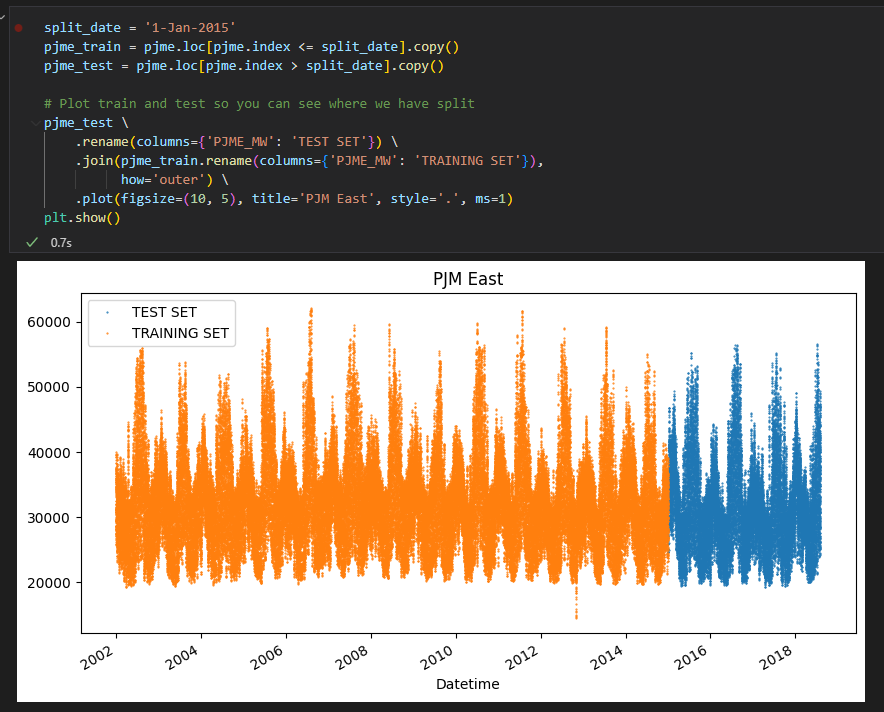 split_date = '1-Jan-2015'
pjme_train = pjme.loc[pjme.index <= split_date].copy()
pjme_test = pjme.loc[pjme.index > split_date].copy()
# Plot train and test so you can see where we have split
pjme_test \
.rename(columns={'PJME_MW': 'TEST SET'}) \
.join(pjme_train.rename(columns={'PJME_MW': 'TRAINING SET'}),
how='outer') \
.plot(figsize=(10, 5), title='PJM East', style='.', ms=1)
plt.show()
0.7s
PJM East
TEST SET
TRAINING SET
60000
50000
40000
30000
20000
2002 2004 2006 2008 2010 2012 2014 2016 2018
Datetime